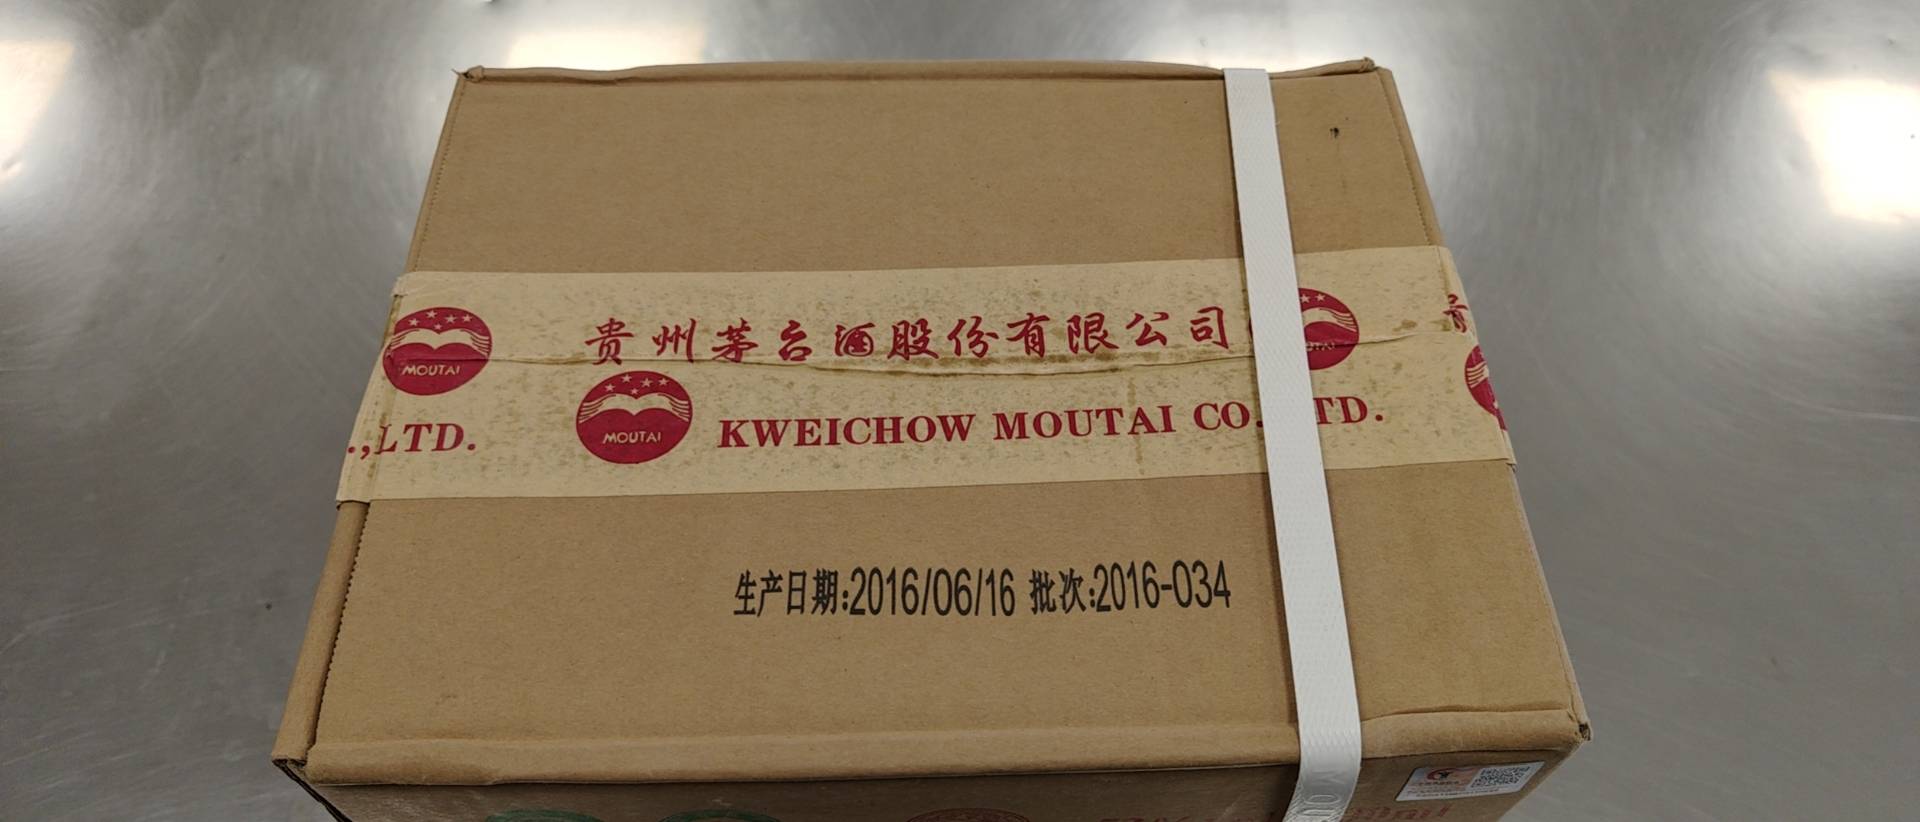 贵州茅台酒股份有限公司
MOUTAI
.,LTD.
MOUTAI
KWEICHOW MOUTAI CO. TD.
生产日期:2016/06/16 批次:2016-034